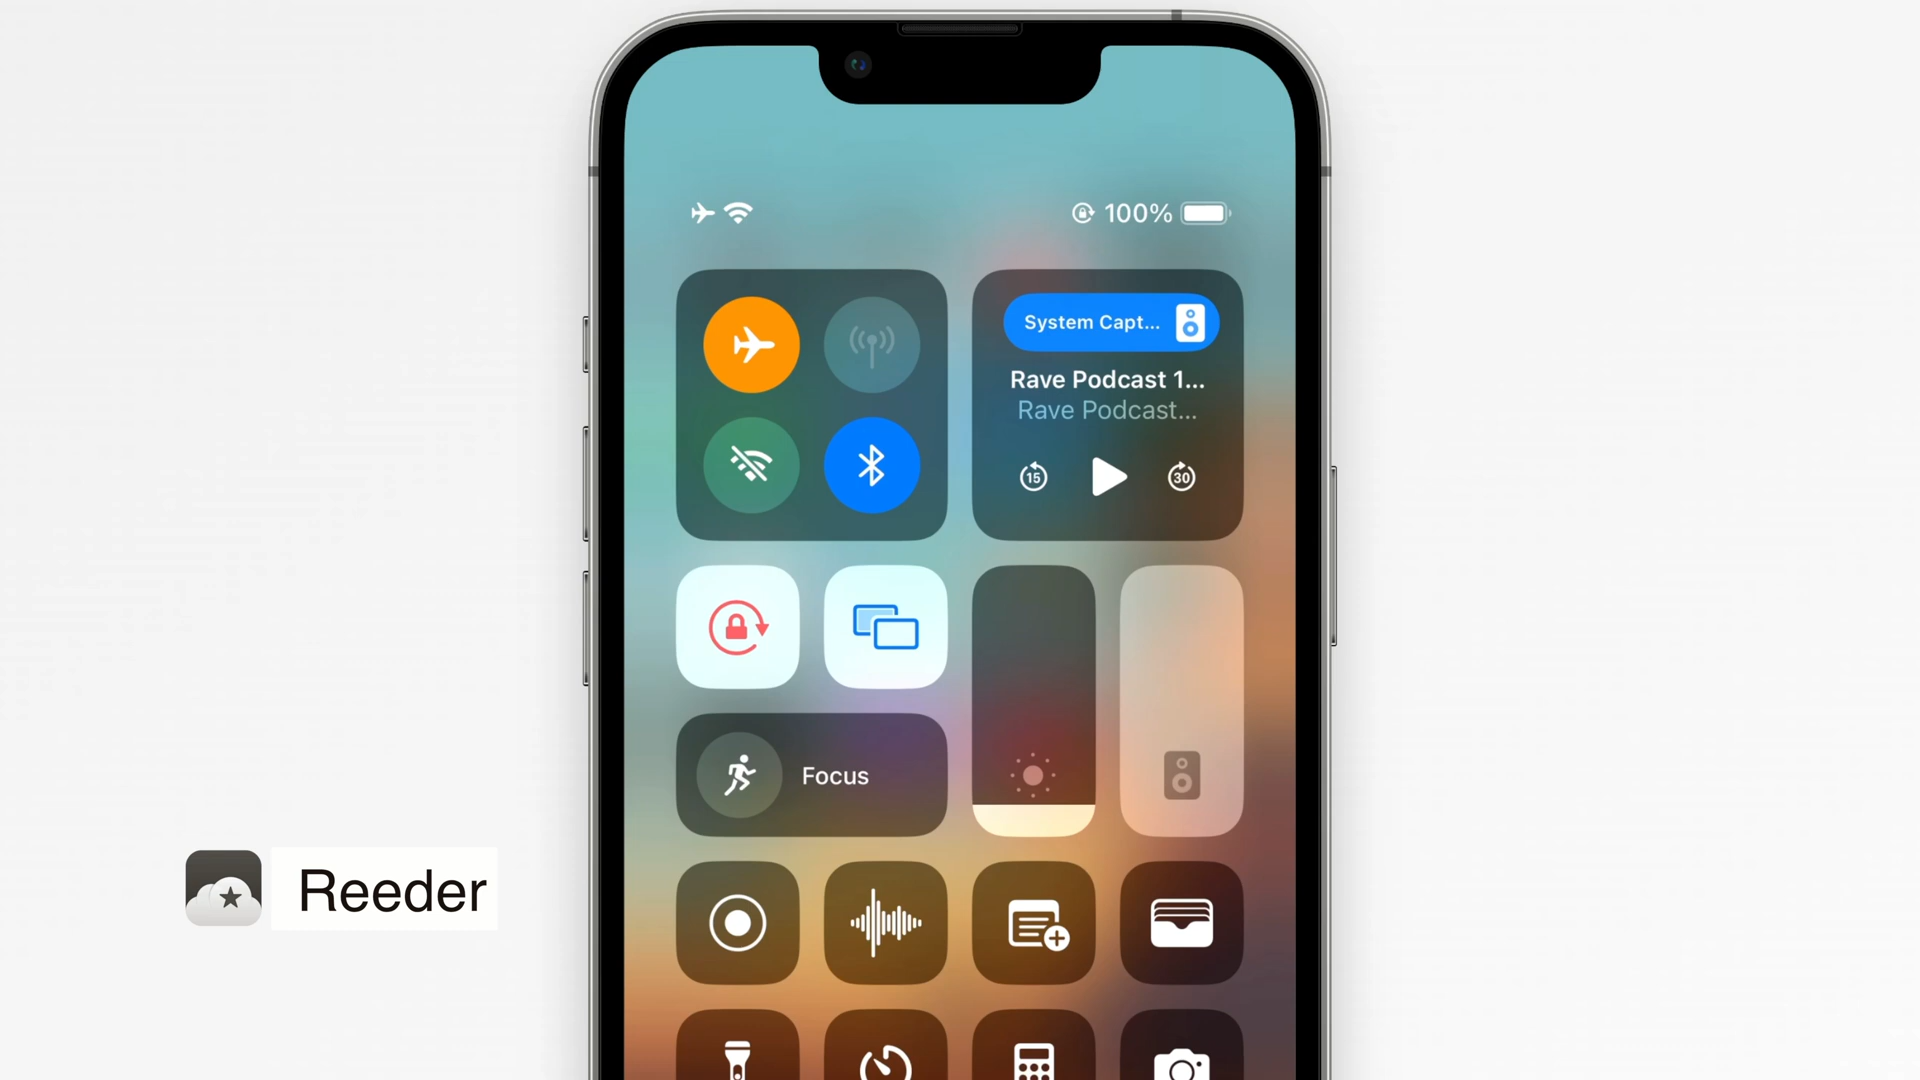 100%
System Capt...
Rave Podcast 1...
Rave Podcast...
15
30
Focus
Reeder